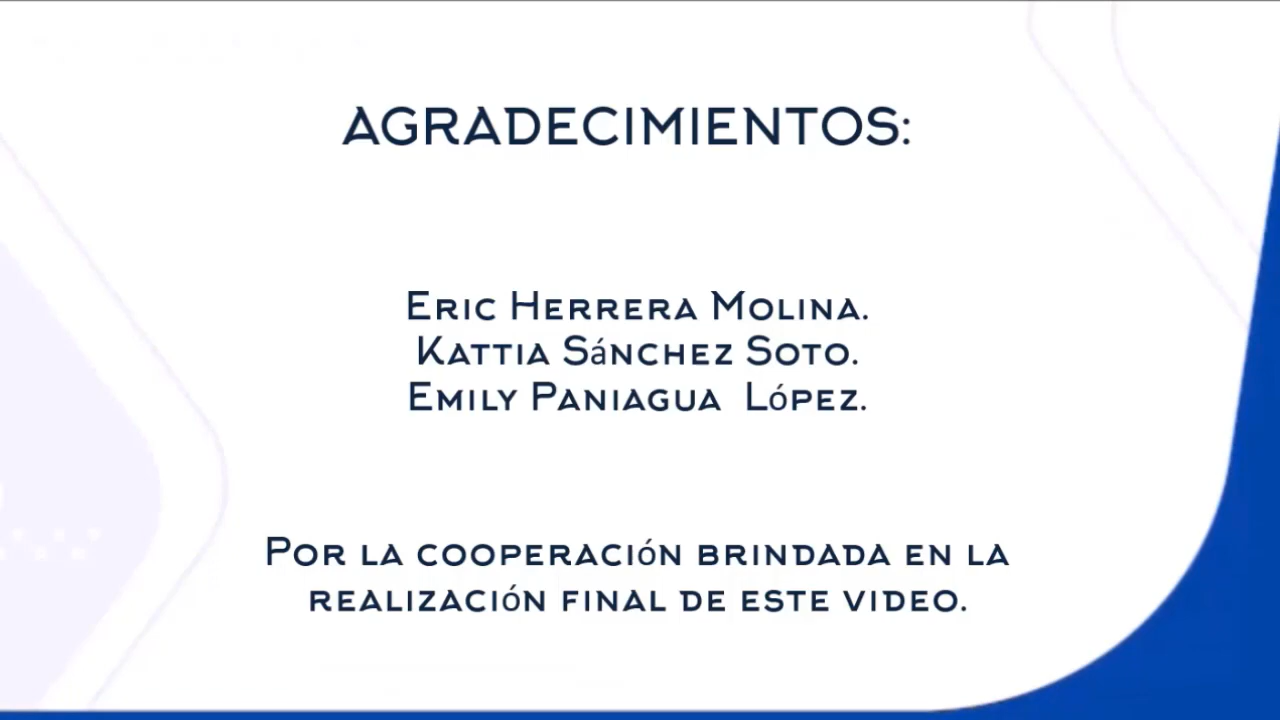 AGRADECIMIENTOS:
Eric Herrera Molina.
Kattia Sánchez Soto.
Emily Paniagua López.
Por la cooperación brindada en la
realización final de este video.